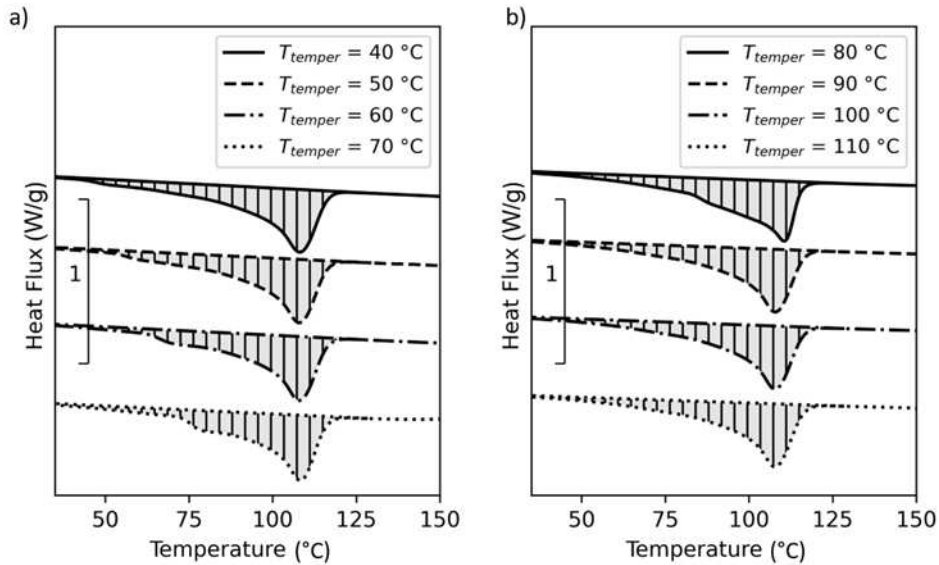 a)
T_temper = 40 °C
T_temper = 50 °C
T_temper = 60 °C
T_temper = 70 °C
Heat Flux (W/g)
1
50 75 100 125 150
Temperature (°C)
b)
T_temper = 80 °C
T_temper = 90 °C
T_temper = 100 °C
T_temper = 110 °C
Heat Flux (W/g)
1
50 75 100 125 150
Temperature (°C)